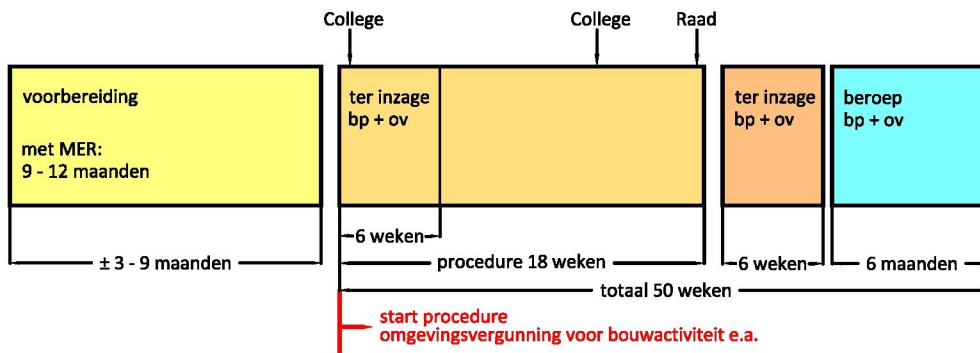 College
College
Raad
voorbereiding
met MER:
9 - 12 maanden
ter inzage
bp + ov
ter inzage
bp + ov
beroep
bp + ov
6 weken
± 3 - 9 maanden
procedure 18 weken
6 weken
6 maanden
totaal 50 weken
start procedure
omgevingsvergunning voor bouwactiviteit e.a.